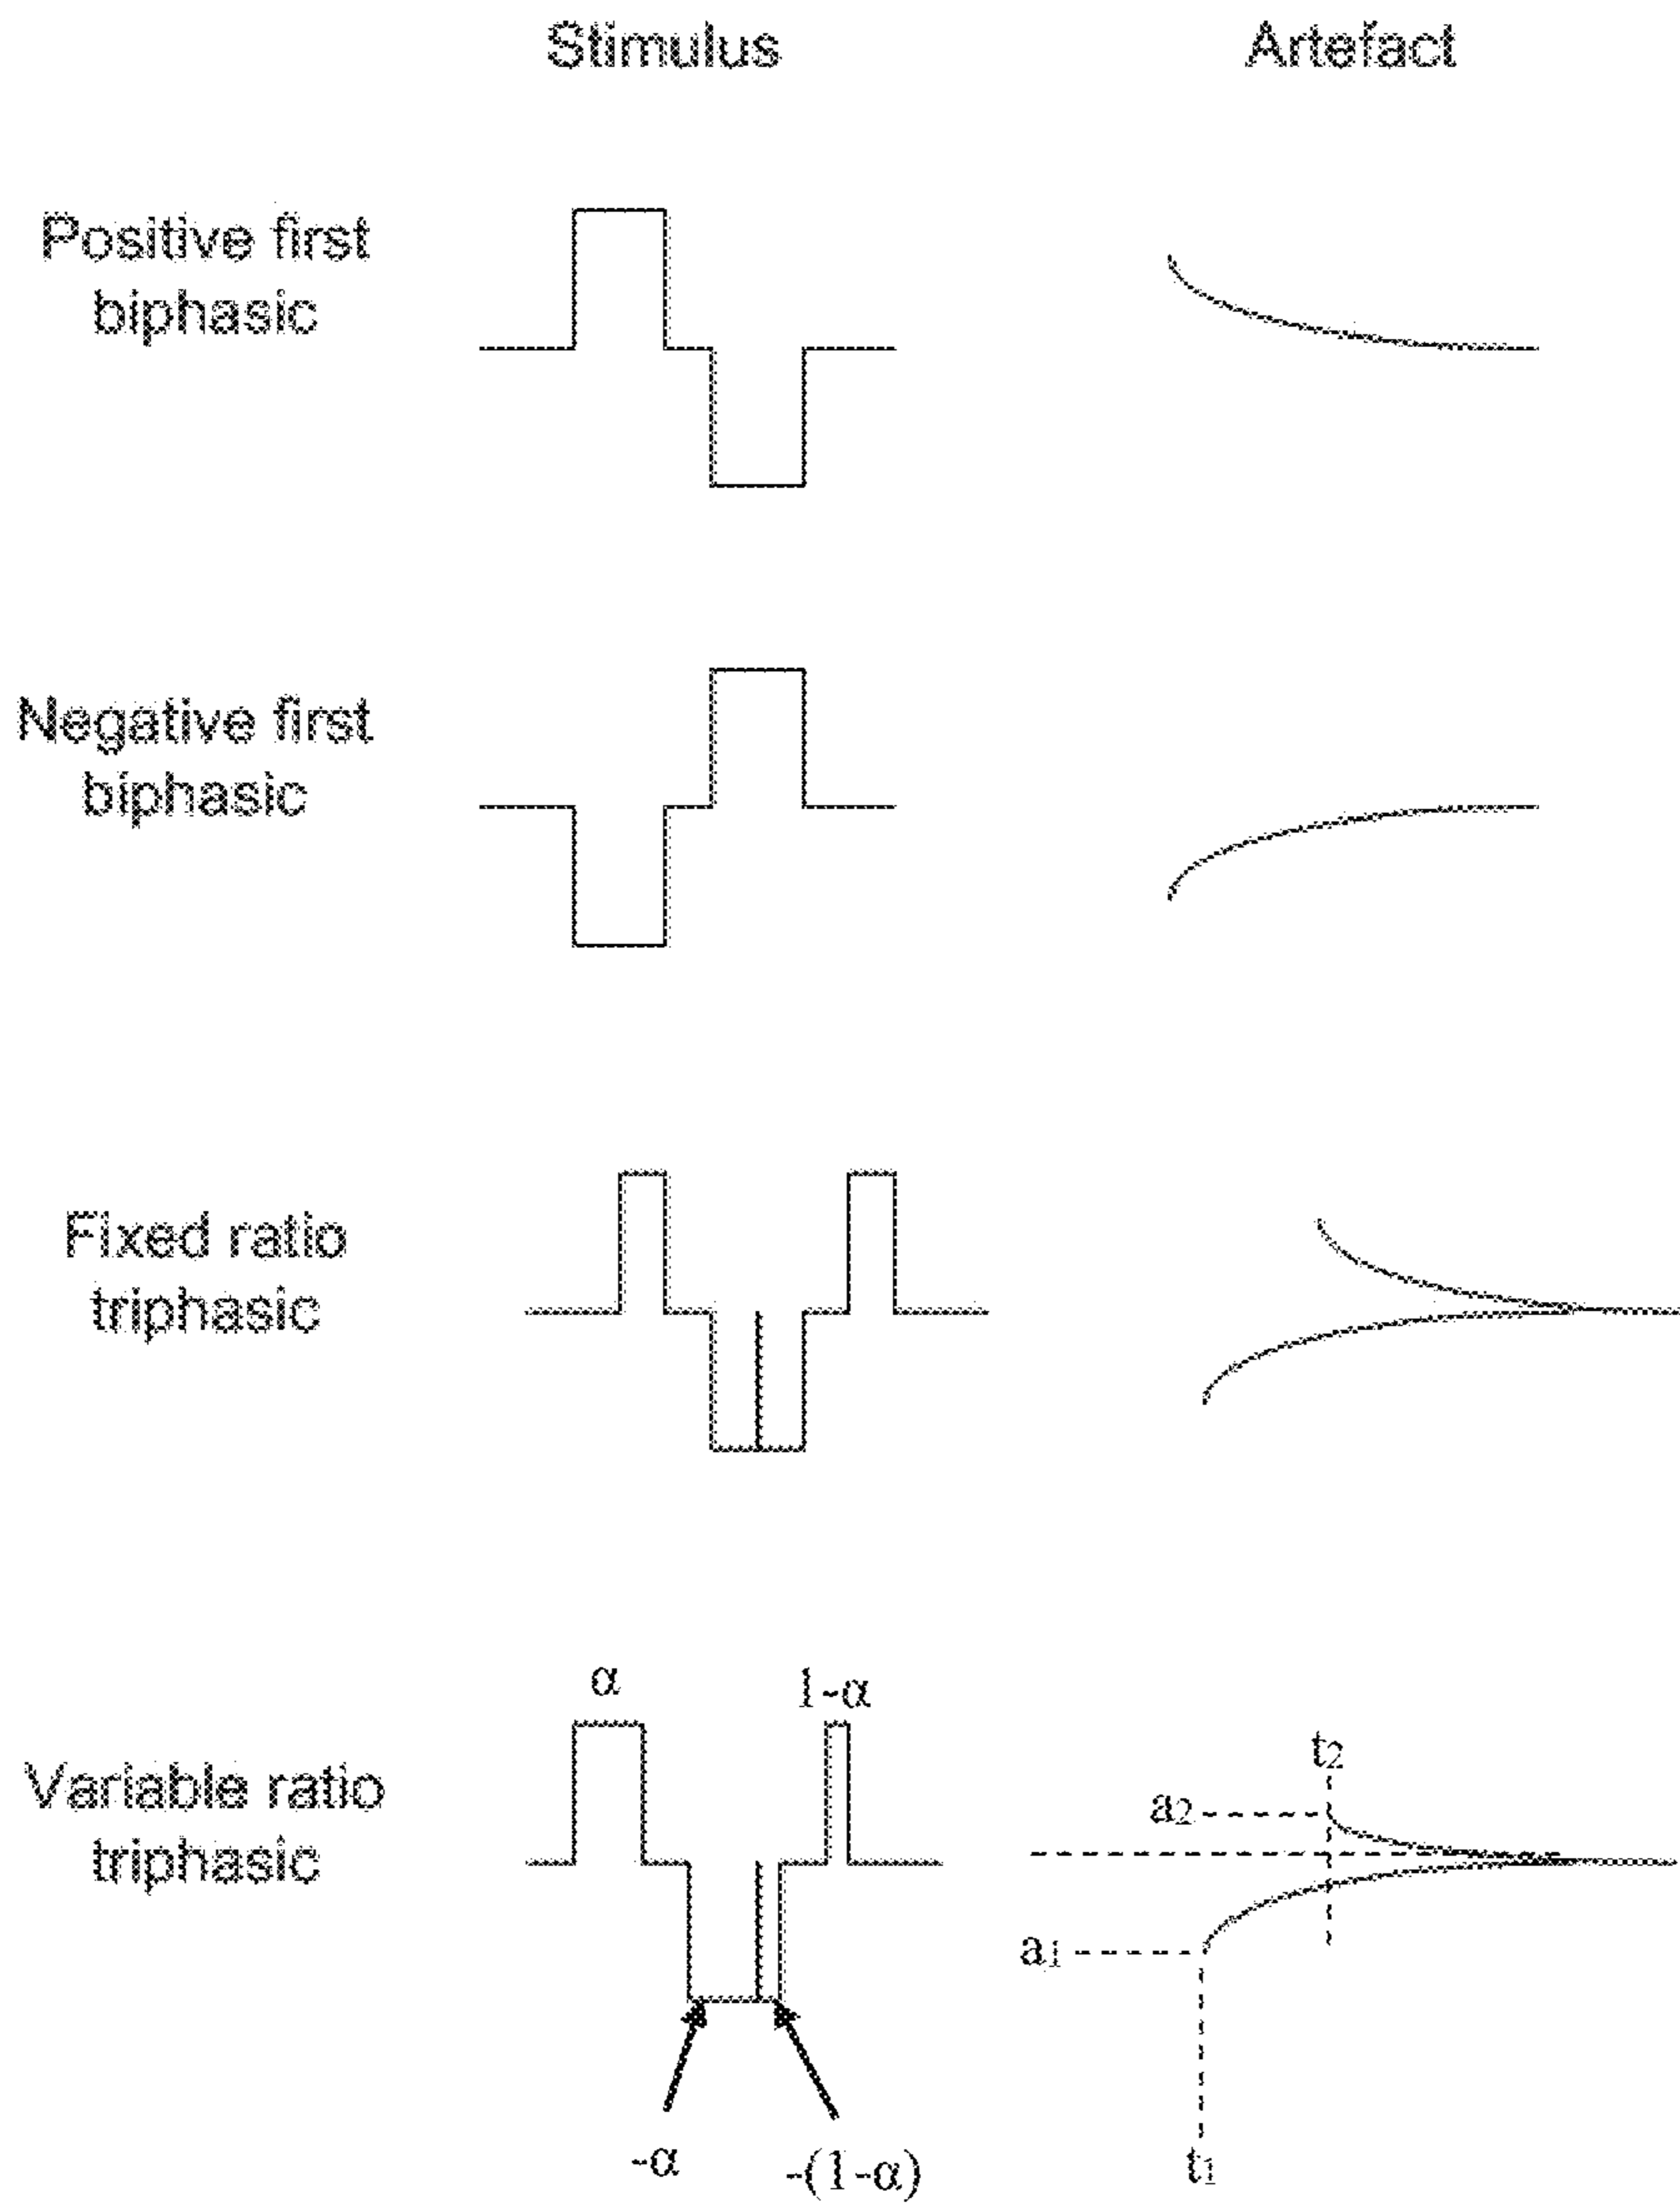 Stimulus
Artefact
Positive first
biphasic
Negative first
biphasic
Fixed ratio
triphasic
Variable ratio
triphasic
α
1-α
-α
-(1-α)
t2
a2
a1
t1